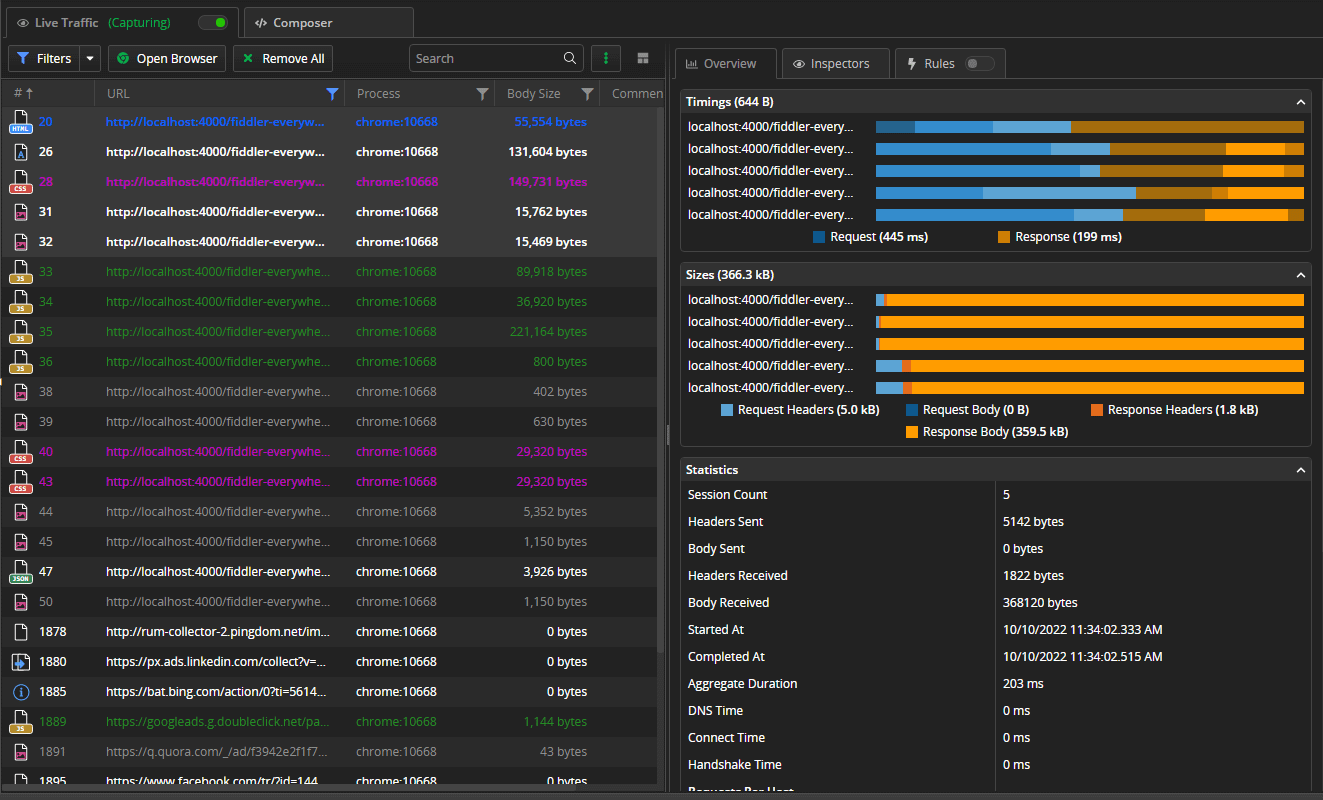 Live Traffic (Capturing)
Composer
Filters
Open Browser
Remove All
Search
# URL Process Body Size Commen
HTML 20 http://localhost:4000/fiddler-everyw... chrome:10668 55,554 bytes
A 26 http://localhost:4000/fiddler-everyw... chrome:10668 131,604 bytes
CSS 28 http://localhost:4000/fiddler-everyw... chrome:10668 149,731 bytes
31 http://localhost:4000/fiddler-everyw... chrome:10668 15,762 bytes
32 http://localhost:4000/fiddler-everyw... chrome:10668 15,469 bytes
JS 33 http://localhost:4000/fiddler-everywhe... chrome:10668 89,918 bytes
JS 34 http://localhost:4000/fiddler-everywhe... chrome:10668 36,920 bytes
JS 35 http://localhost:4000/fiddler-everywhe... chrome:10668 221,164 bytes
JS 36 http://localhost:4000/fiddler-everywhe... chrome:10668 800 bytes
38 http://localhost:4000/fiddler-everywhe... chrome:10668 402 bytes
39 http://localhost:4000/fiddler-everywhe... chrome:10668 630 bytes
CSS 40 http://localhost:4000/fiddler-everywhe... chrome:10668 29,320 bytes
CSS 43 http://localhost:4000/fiddler-everywhe... chrome:10668 29,320 bytes
44 http://localhost:4000/fiddler-everywhe... chrome:10668 5,352 bytes
45 http://localhost:4000/fiddler-everywhe... chrome:10668 1,150 bytes
JSON 47 http://localhost:4000/fiddler-everywhe... chrome:10668 3,926 bytes
50 http://localhost:4000/fiddler-everywhe... chrome:10668 1,150 bytes
1878 http://rum-collector-2.pingdom.net/im... chrome:10668 0 bytes
1880 https://px.ads.linkedin.com/collect?v=... chrome:10668 0 bytes
1885 https://bat.bing.com/action/0?ti=5614... chrome:10668 0 bytes
JS 1889 https://googleads.g.doubleclick.net/pa... chrome:10668 1,144 bytes
1891 https://q.quora.com/_/ad/f3942e2f1f7... chrome:10668 43 bytes
1895 https://www.facebook.com/tr/?id=144... chrome:10668 0 bytes
Overview
Inspectors
Rules
Timings (644 B)
localhost:4000/fiddler-every...
localhost:4000/fiddler-every...
localhost:4000/fiddler-every...
localhost:4000/fiddler-every...
localhost:4000/fiddler-every...
Request (445 ms) Response (199 ms)
Sizes (366.3 kB)
localhost:4000/fiddler-every...
localhost:4000/fiddler-every...
localhost:4000/fiddler-every...
localhost:4000/fiddler-every...
localhost:4000/fiddler-every...
Request Headers (5.0 kB) Request Body (0 B) Response Headers (1.8 kB)
Response Body (359.5 kB)
Statistics
Session Count 5
Headers Sent 5142 bytes
Body Sent 0 bytes
Headers Received 1822 bytes
Body Received 368120 bytes
Started At 10/10/2022 11:34:02.333 AM
Completed At 10/10/2022 11:34:02.515 AM
Aggregate Duration 203 ms
DNS Time 0 ms
Connect Time 0 ms
Handshake Time 0 ms
Requests Per Host